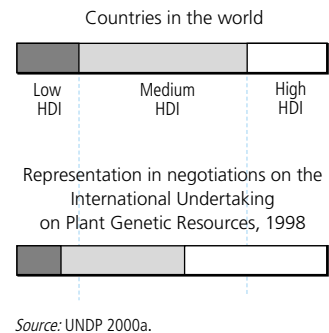 Countries in the world
Low Medium High
HDI HDI HDI
Representation in negotiations on the
International Undertaking
on Plant Genetic Resources, 1998
Source: UNDP 2000a.